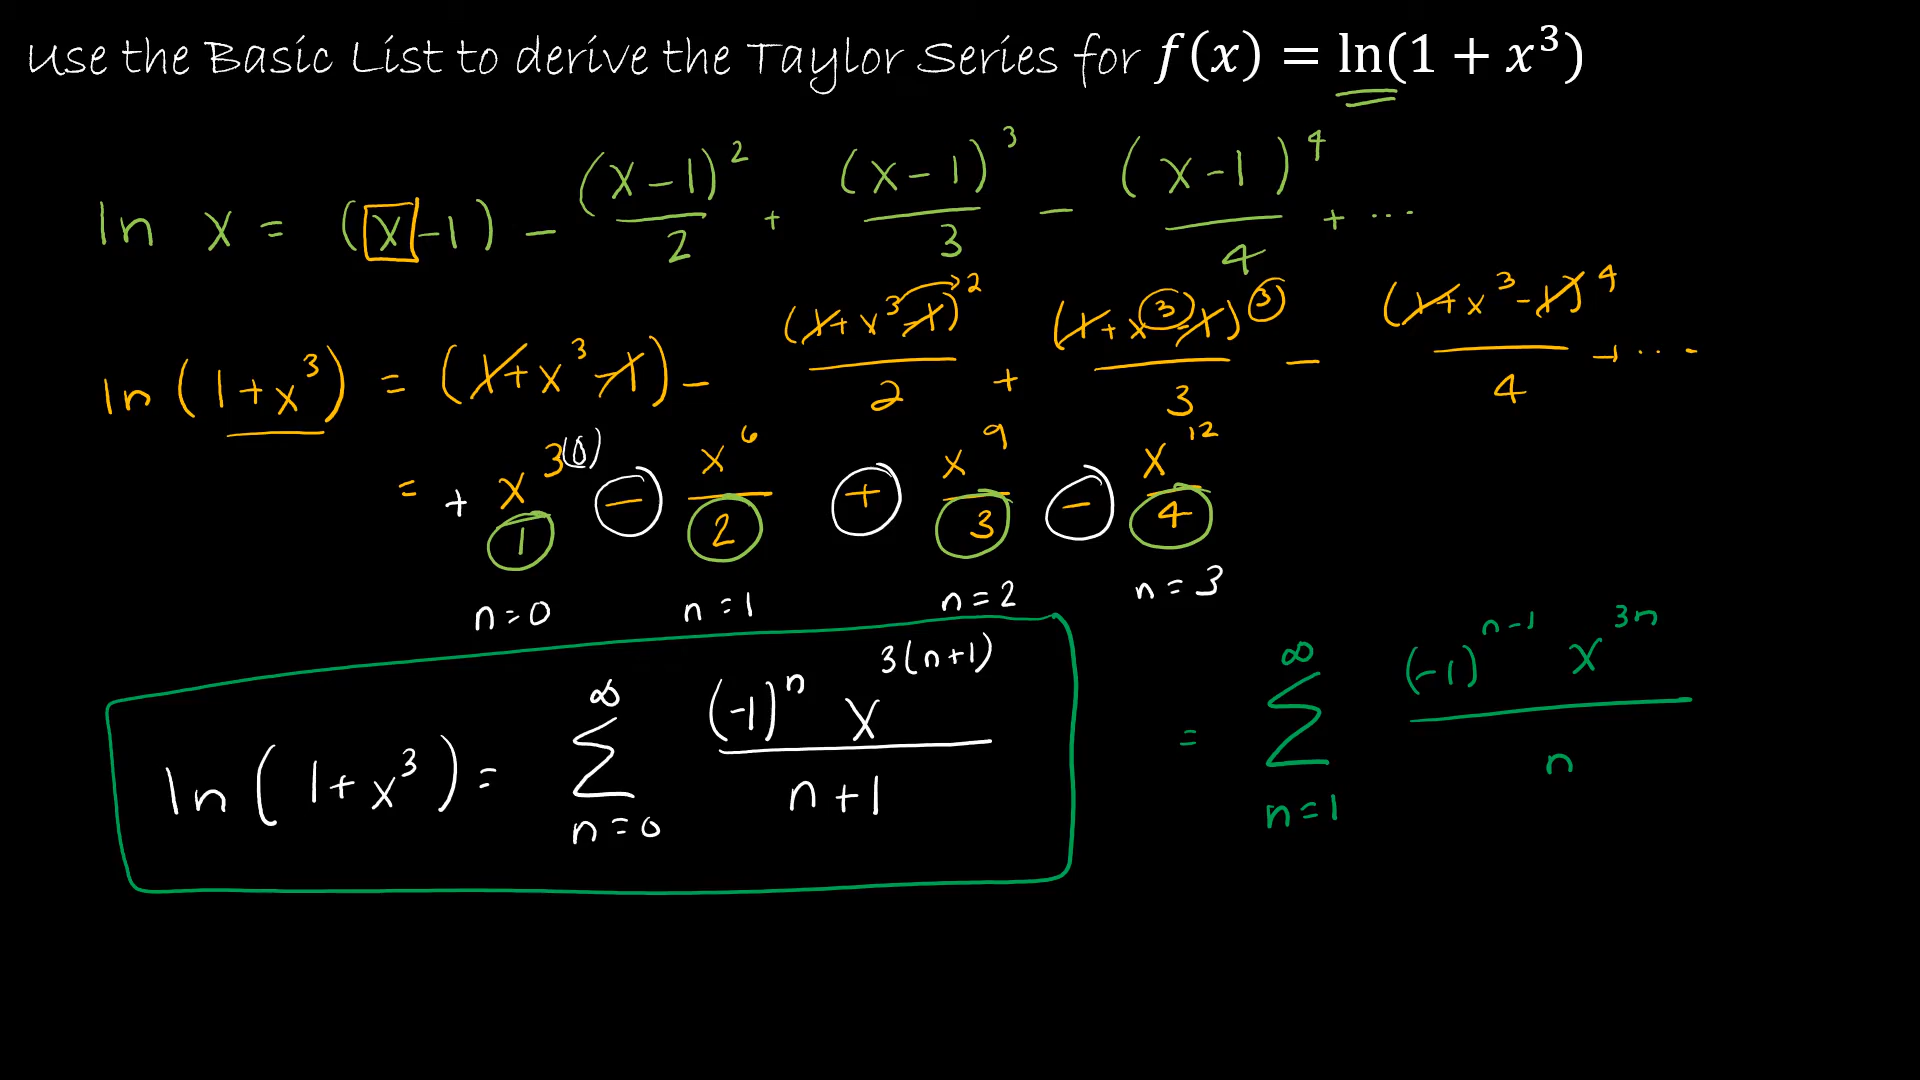 Use the Basic List to derive the Taylor Series for f(x) = ln(1 + x³)
ln x = (x-1) - (x-1)²/2 + (x-1)³/3 - (x-1)⁴/4 + ...
ln(1+x³) = (1+x³-1) - (1+x³-1)²/2 + (1+x³-1)³/3 - (1+x³-1)⁴/4 + ...
= + x^3(1)/1 - x⁶/2 + x⁹/3 - x¹²/4
n=0 n=1 n=2 n=3
ln(1+x³) = ∞ Σ n=0 (-1)^n x^3(n+1) / n+1
= ∞ Σ n=1 (-1)^n-1 x^3n / n